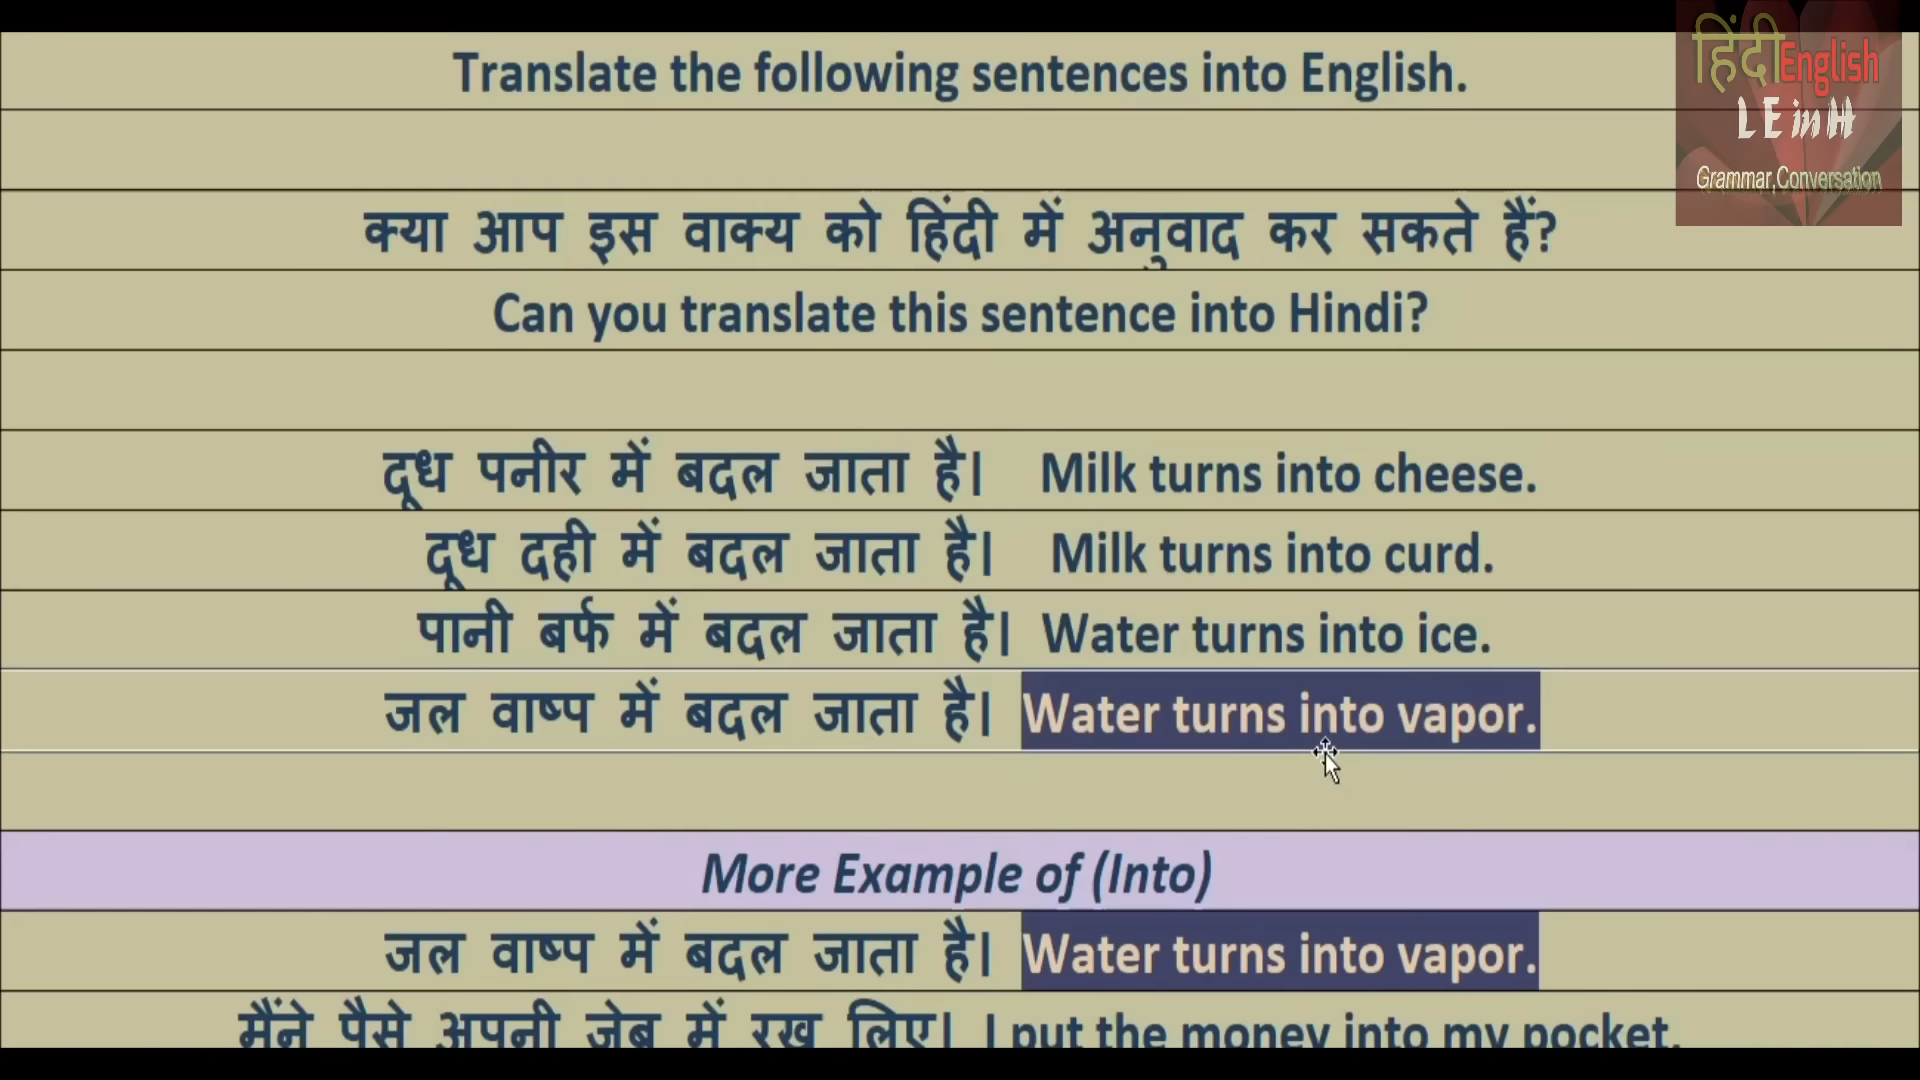 Translate the following sentences into English.
हिंदी English
L E in H
Grammar,Conversation
क्या आप इस वाक्य को हिंदी में अनुवाद कर सकते हैं?
Can you translate this sentence into Hindi?
दूध पनीर में बदल जाता है। Milk turns into cheese.
दूध दही में बदल जाता है। Milk turns into curd.
पानी बर्फ में बदल जाता है। Water turns into ice.
जल वाष्प में बदल जाता है। Water turns into vapor.
More Example of (Into)
जल वाष्प में बदल जाता है। Water turns into vapor.
मैंने पैसे अपनी जेब में रख लिए। I put the money into my pocket.